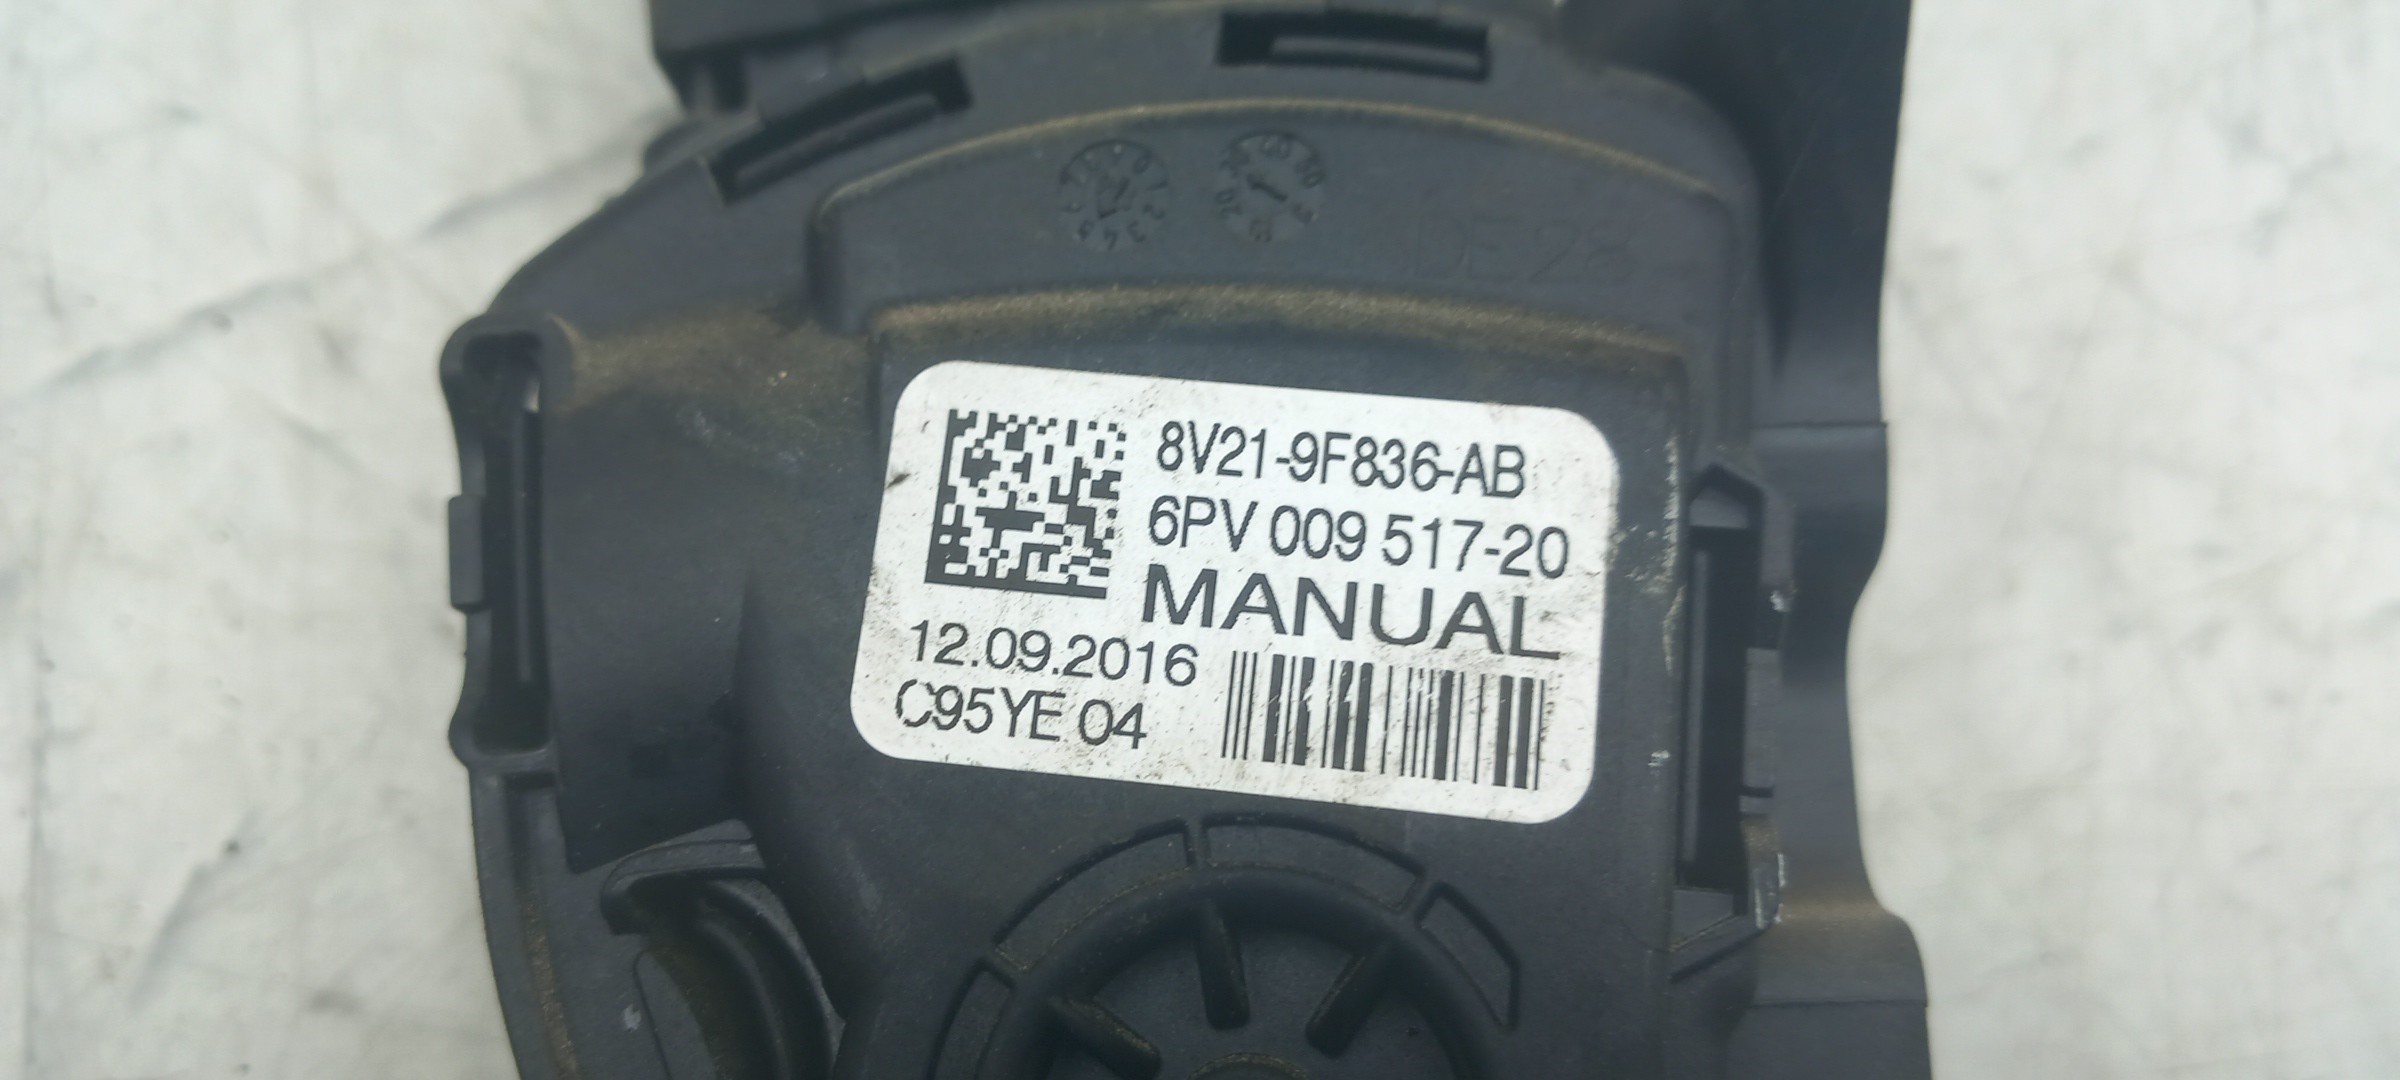 8V21-9F836-AB
6PV 009 517-20
MANUAL
12.09.2016
C95YE 04